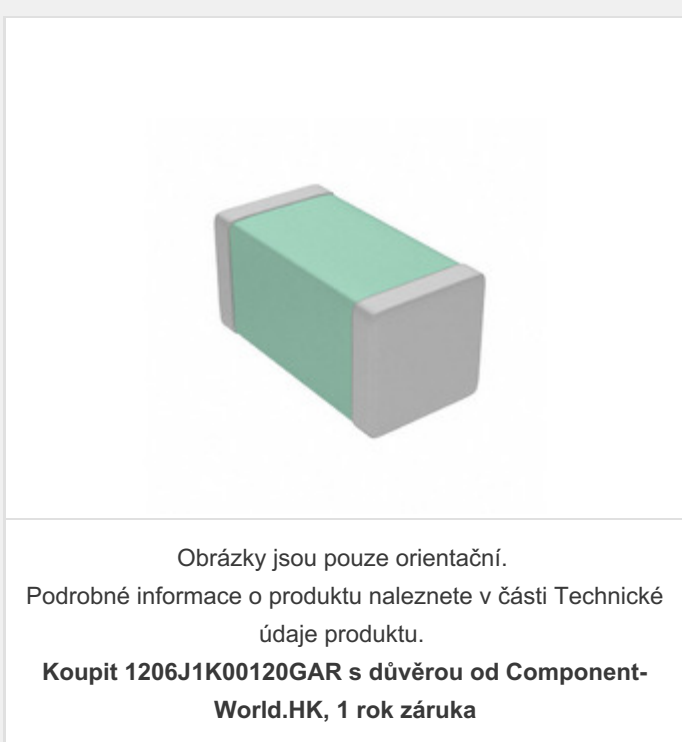 Obrázky jsou pouze orientační.
Podrobné informace o produktu naleznete v části Technické
údaje produktu.
Koupit 1206J1K00120GAR s důvěrou od Component-
World.HK, 1 rok záruka